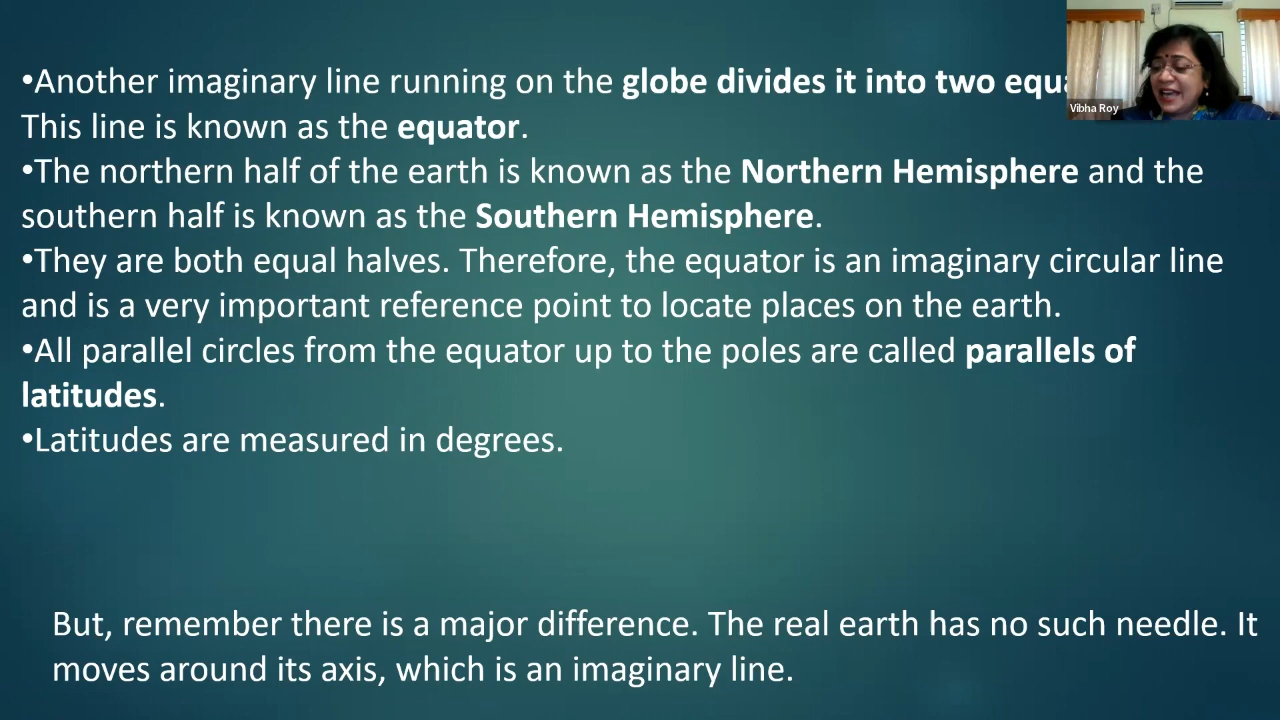 •Another imaginary line running on the globe divides it into two
This line is known as the equator.
•The northern half of the earth is known as the Northern Hemisphere and the
southern half is known as the Southern Hemisphere.
•They are both equal halves. Therefore, the equator is an imaginary circular line
and is a very important reference point to locate places on the earth.
•All parallel circles from the equator up to the poles are called parallels of
latitudes.
•Latitudes are measured in degrees.
But, remember there is a major difference. The real earth has no such needle. It
moves around its axis, which is an imaginary line.
Vibha Roy